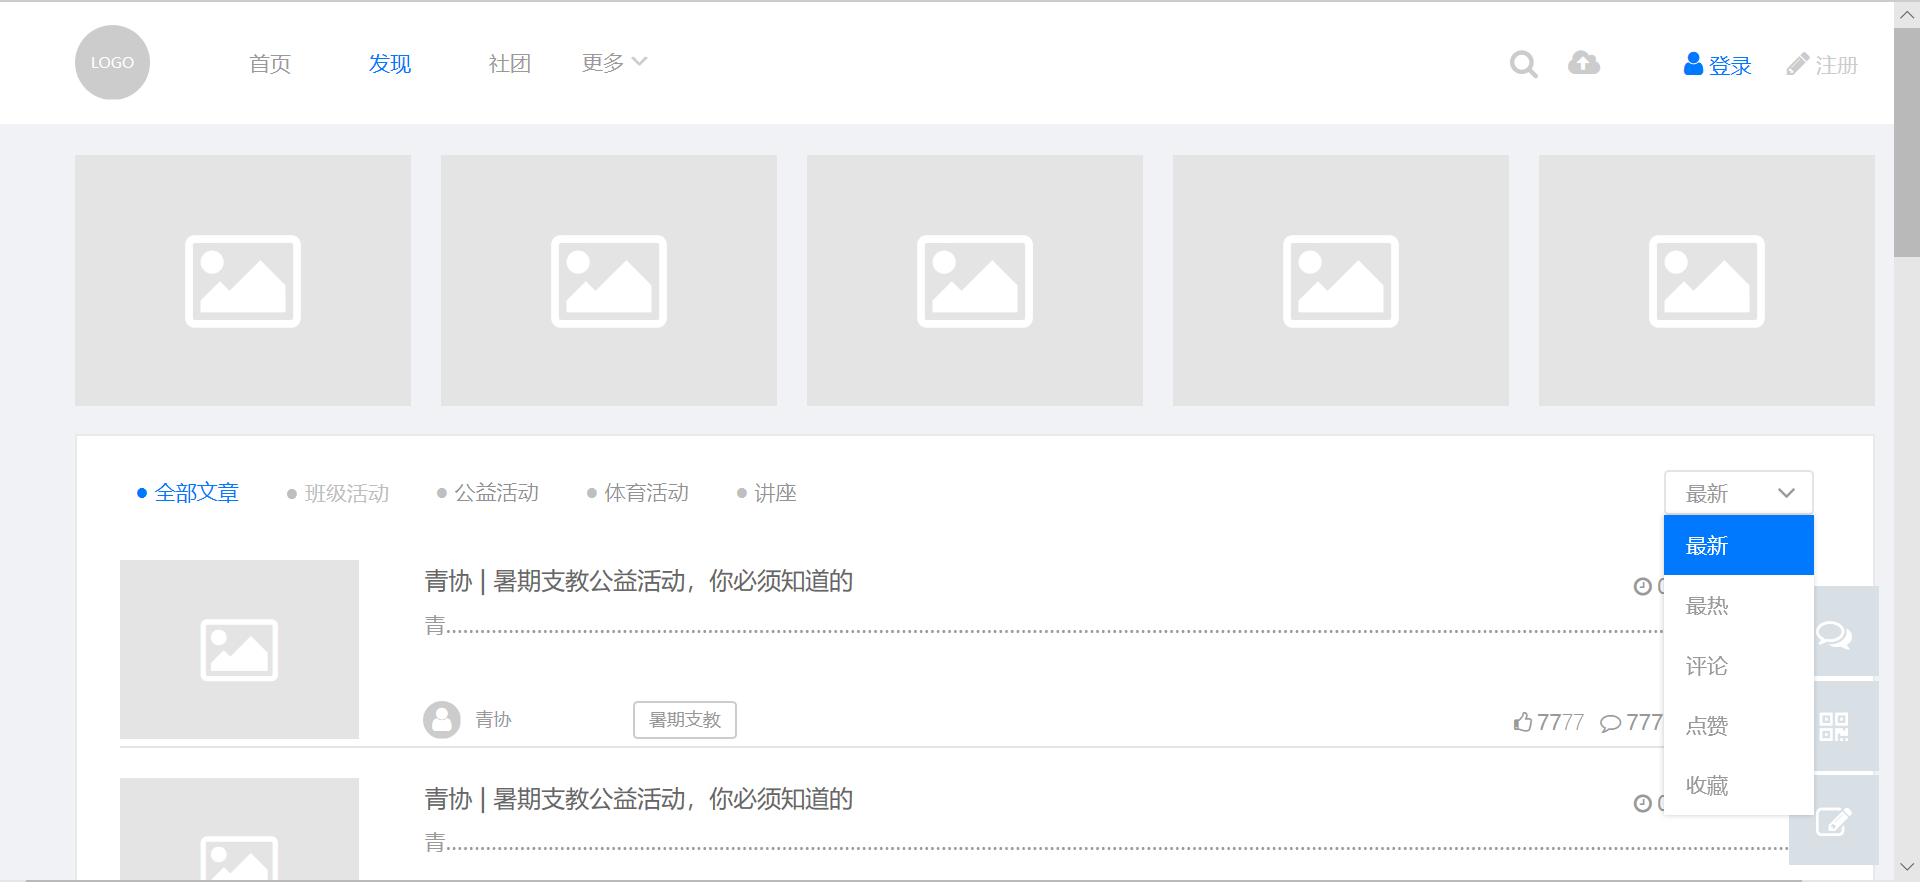 LOGO 首页 发现 社团 更多 登录 注册
全部文章 班级活动 公益活动 体育活动 讲座 最新
最新
最热
评论
点赞
收藏
青协 | 暑期支教公益活动，你必须知道的
青
青协 暑期支教 7777 777
青协 | 暑期支教公益活动，你必须知道的
青